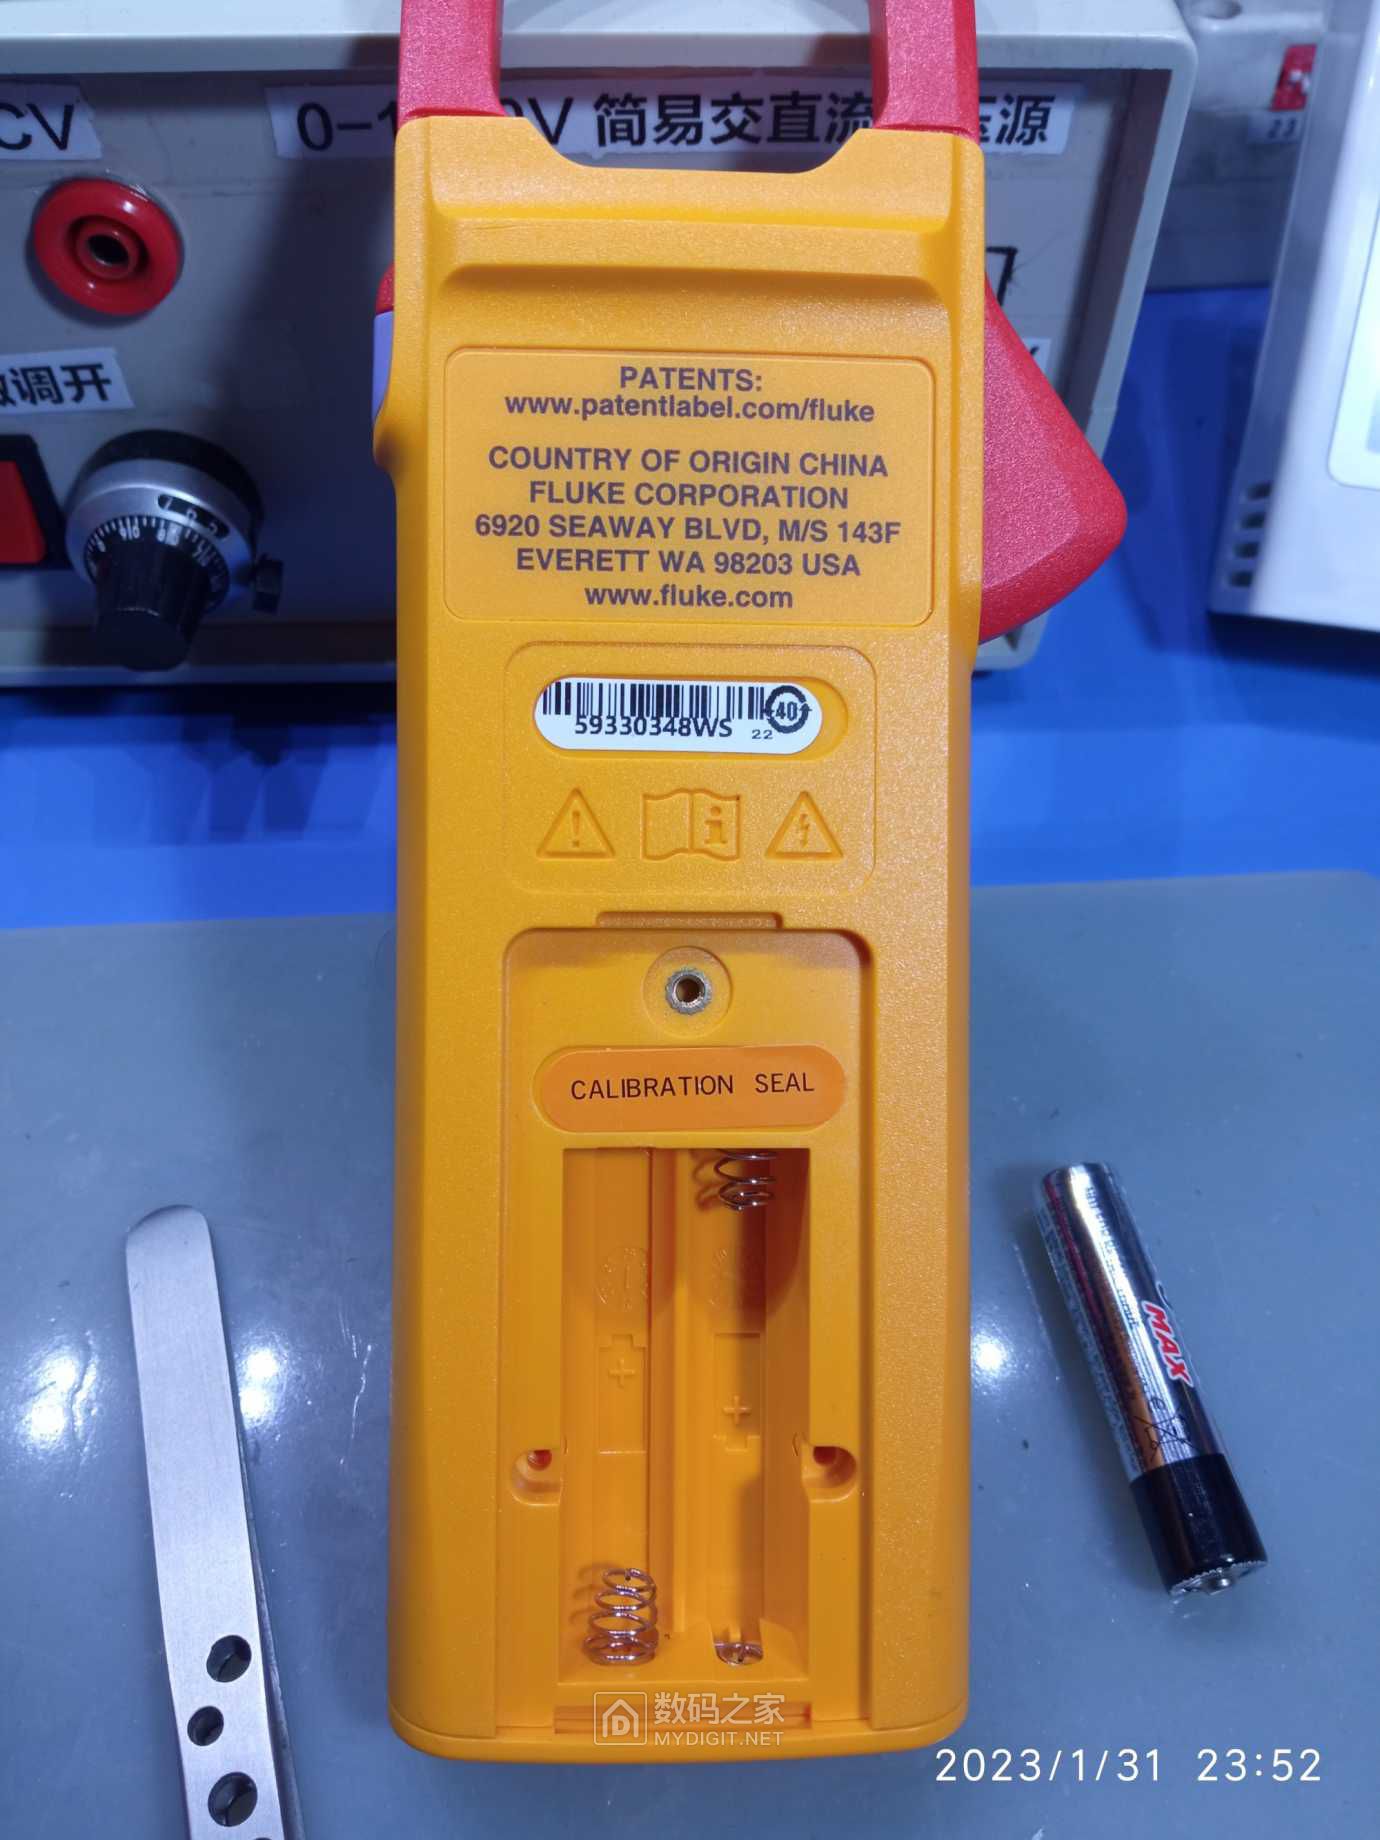 CV
简易交直流
源
调开
PATENTS:
www.patentlabel.com/fluke
COUNTRY OF ORIGIN CHINA
FLUKE CORPORATION
6920 SEAWAY BLVD, M/S 143F
EVERETT WA 98203 USA
www.fluke.com
59330348WS
22
40
CALIBRATION SEAL
+
+
MAX
数码之家
MYDIGIT.NET
2023/1/31 23:52